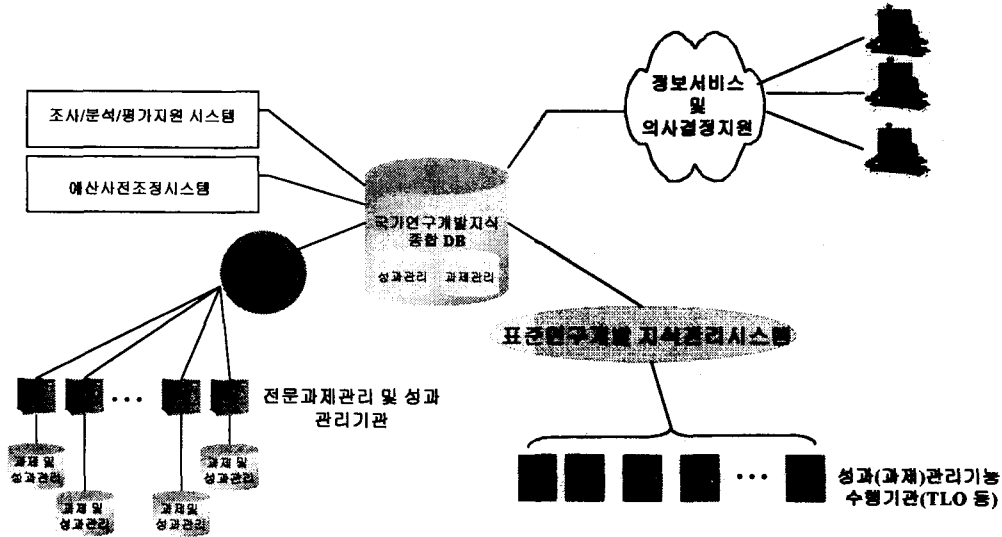 조사/분석/평가지원 시스템
예산사전조정시스템
정보서비스
및
의사결정지원
국가연구개발지식
종합 DB
성과관리
과제관리
표준연구개발 지식관리시스템
전문과제관리 및 성과
관리기관
과제 및
성과관리
과제 및
성과관리
과제 및
성과관리
과제 및
성과관리
성과(과제)관리기능
수행기관(TLO 등)